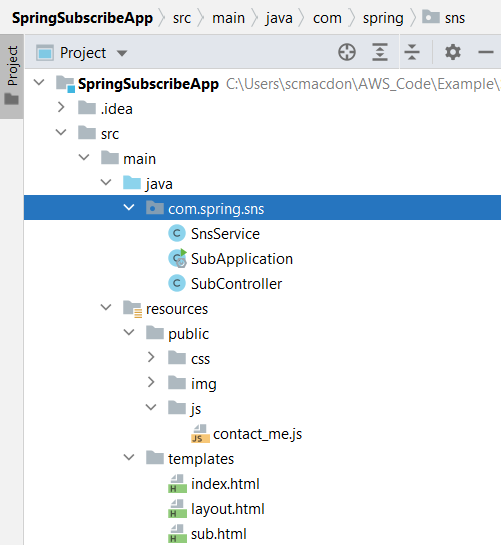 SpringSubscribeApp src main java com spring sns
Project
Project
SpringSubscribeApp C:\Users\scmacdon\AWS_Code\Example\
.idea
src
main
java
com.spring.sns
SnsService
SubApplication
SubController
resources
public
css
img
js
contact_me.js
templates
index.html
layout.html
sub.html